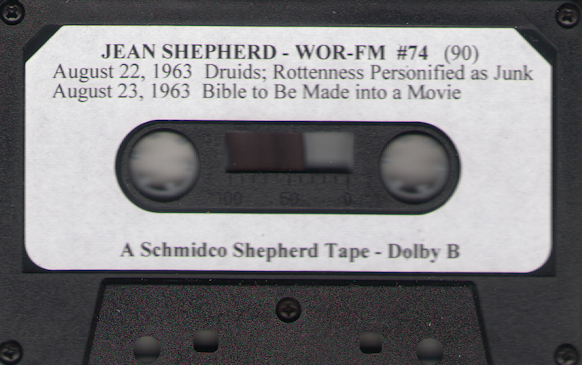 JEAN SHEPHERD - WOR-FM #74 (90)
August 22, 1963 Druids; Rottenness Personified as Junk
August 23, 1963 Bible to Be Made into a Movie
100 50 0
A Schmidco Shepherd Tape - Dolby B